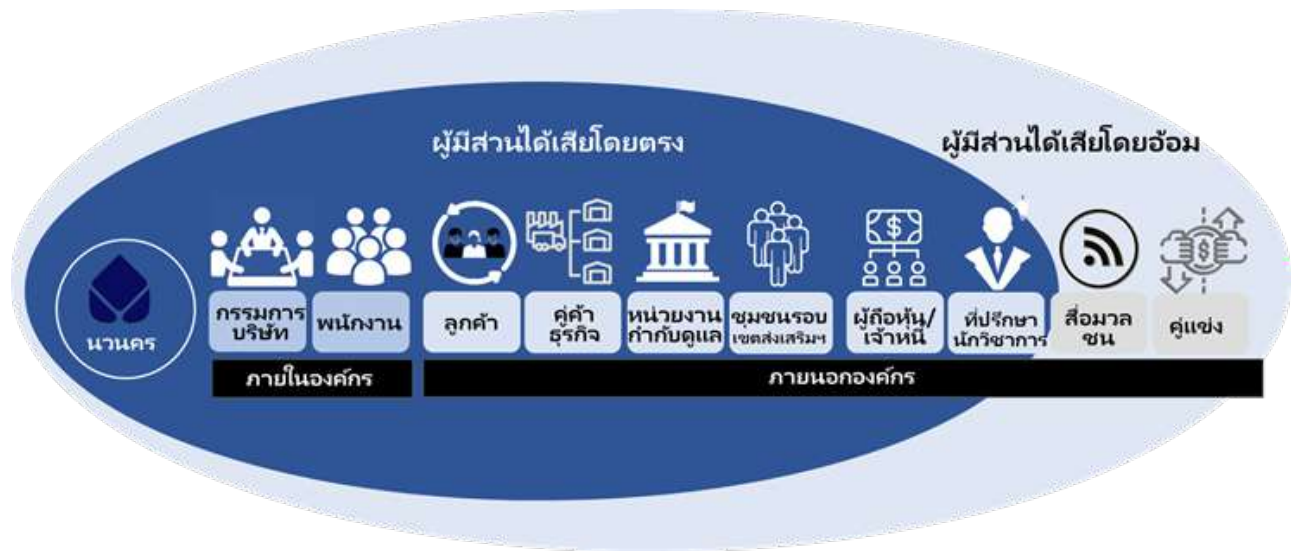 ผู้มีส่วนได้เสียโดยตรง
ผู้มีส่วนได้เสียโดยอ้อม
นวนคร
กรรมการ
บริษัท
พนักงาน
ลูกค้า
คู่ค้า
ธุรกิจ
หน่วยงาน
กำกับดูแล
ชุมชนรอบ
เขตส่งเสริมฯ
ผู้ถือหุ้น/
เจ้าหนี้
ที่ปรึกษา
นักวิชาการ
สื่อมวล
ชน
คู่แข่ง
ภายในองค์กร
ภายนอกองค์กร